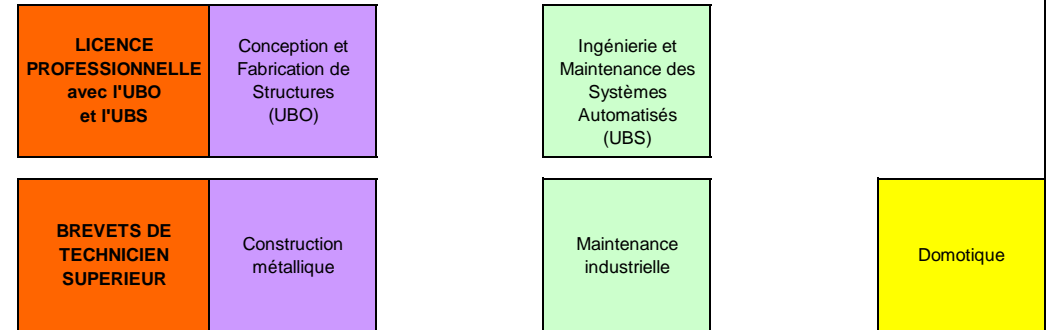 LICENCE
PROFESSIONNELLE
avec l'UBO
et l'UBS
Conception et
Fabrication de
Structures
(UBO)
Ingénierie et
Maintenance des
Systèmes
Automatisés
(UBS)
BREVETS DE
TECHNICIEN
SUPERIEUR
Construction
métallique
Maintenance
industrielle
Domotique